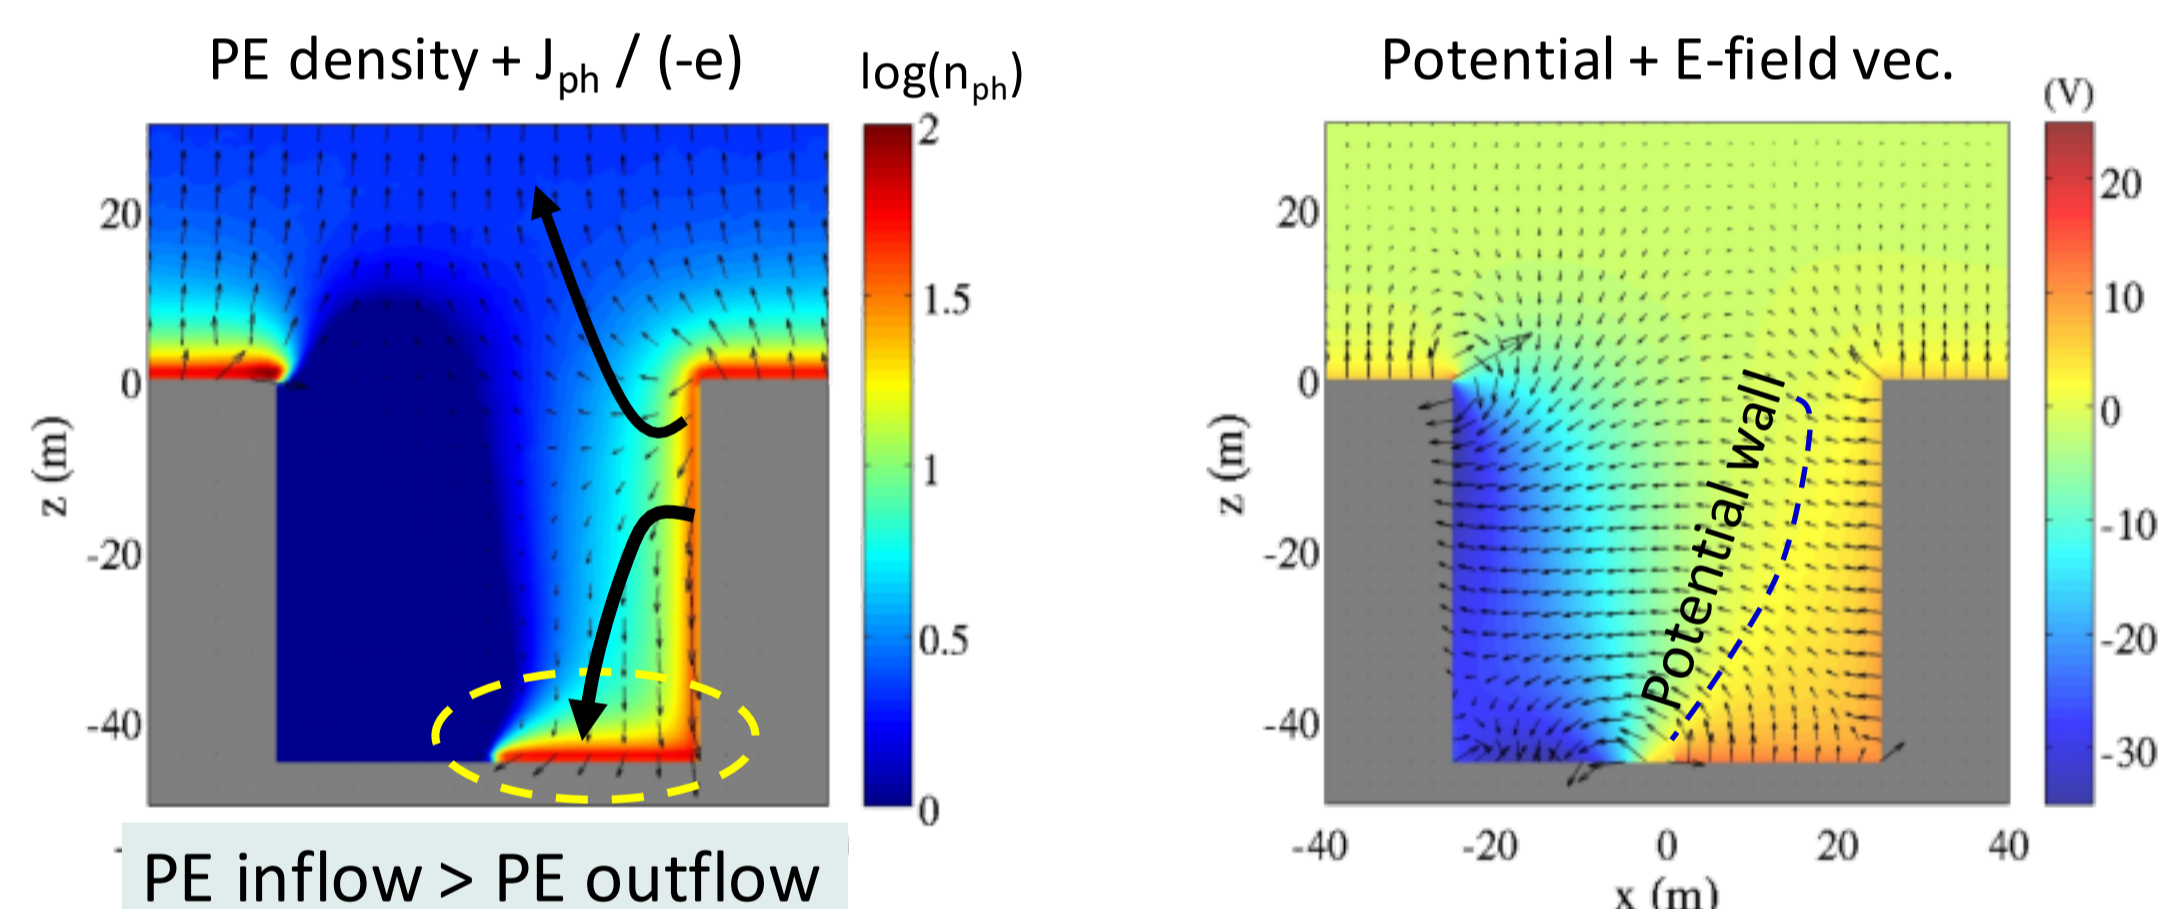 PE density + Jph / (-e)
log(nph)
2
1.5
1
0.5
0
20
0
-20
-40
z (m)
PE inflow > PE outflow
Potential + E-field vec.
(V)
20
10
0
-10
-20
-30
20
0
-20
-40
z (m)
Potential wall
-40
-20
0
20
40
x (m)